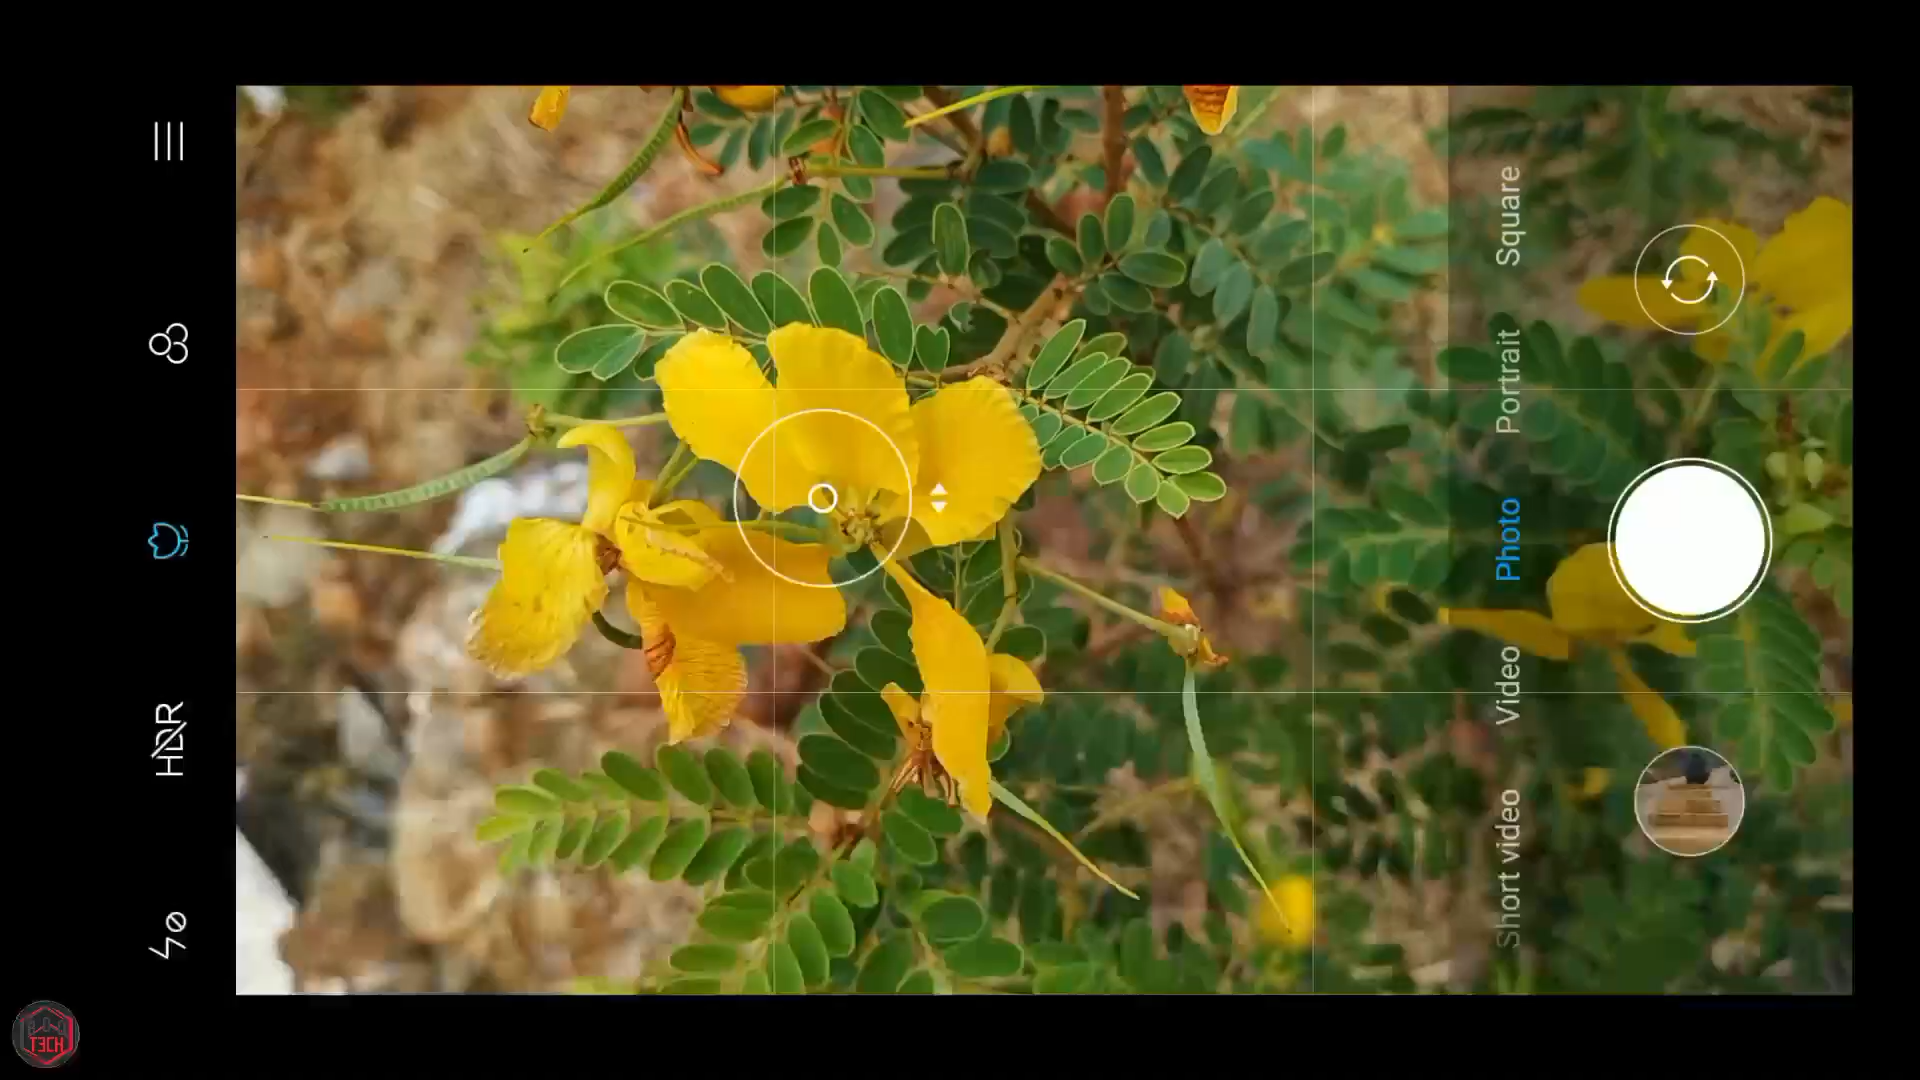 HDR
Square
Portrait
Photo
Video
Short video
T3CH